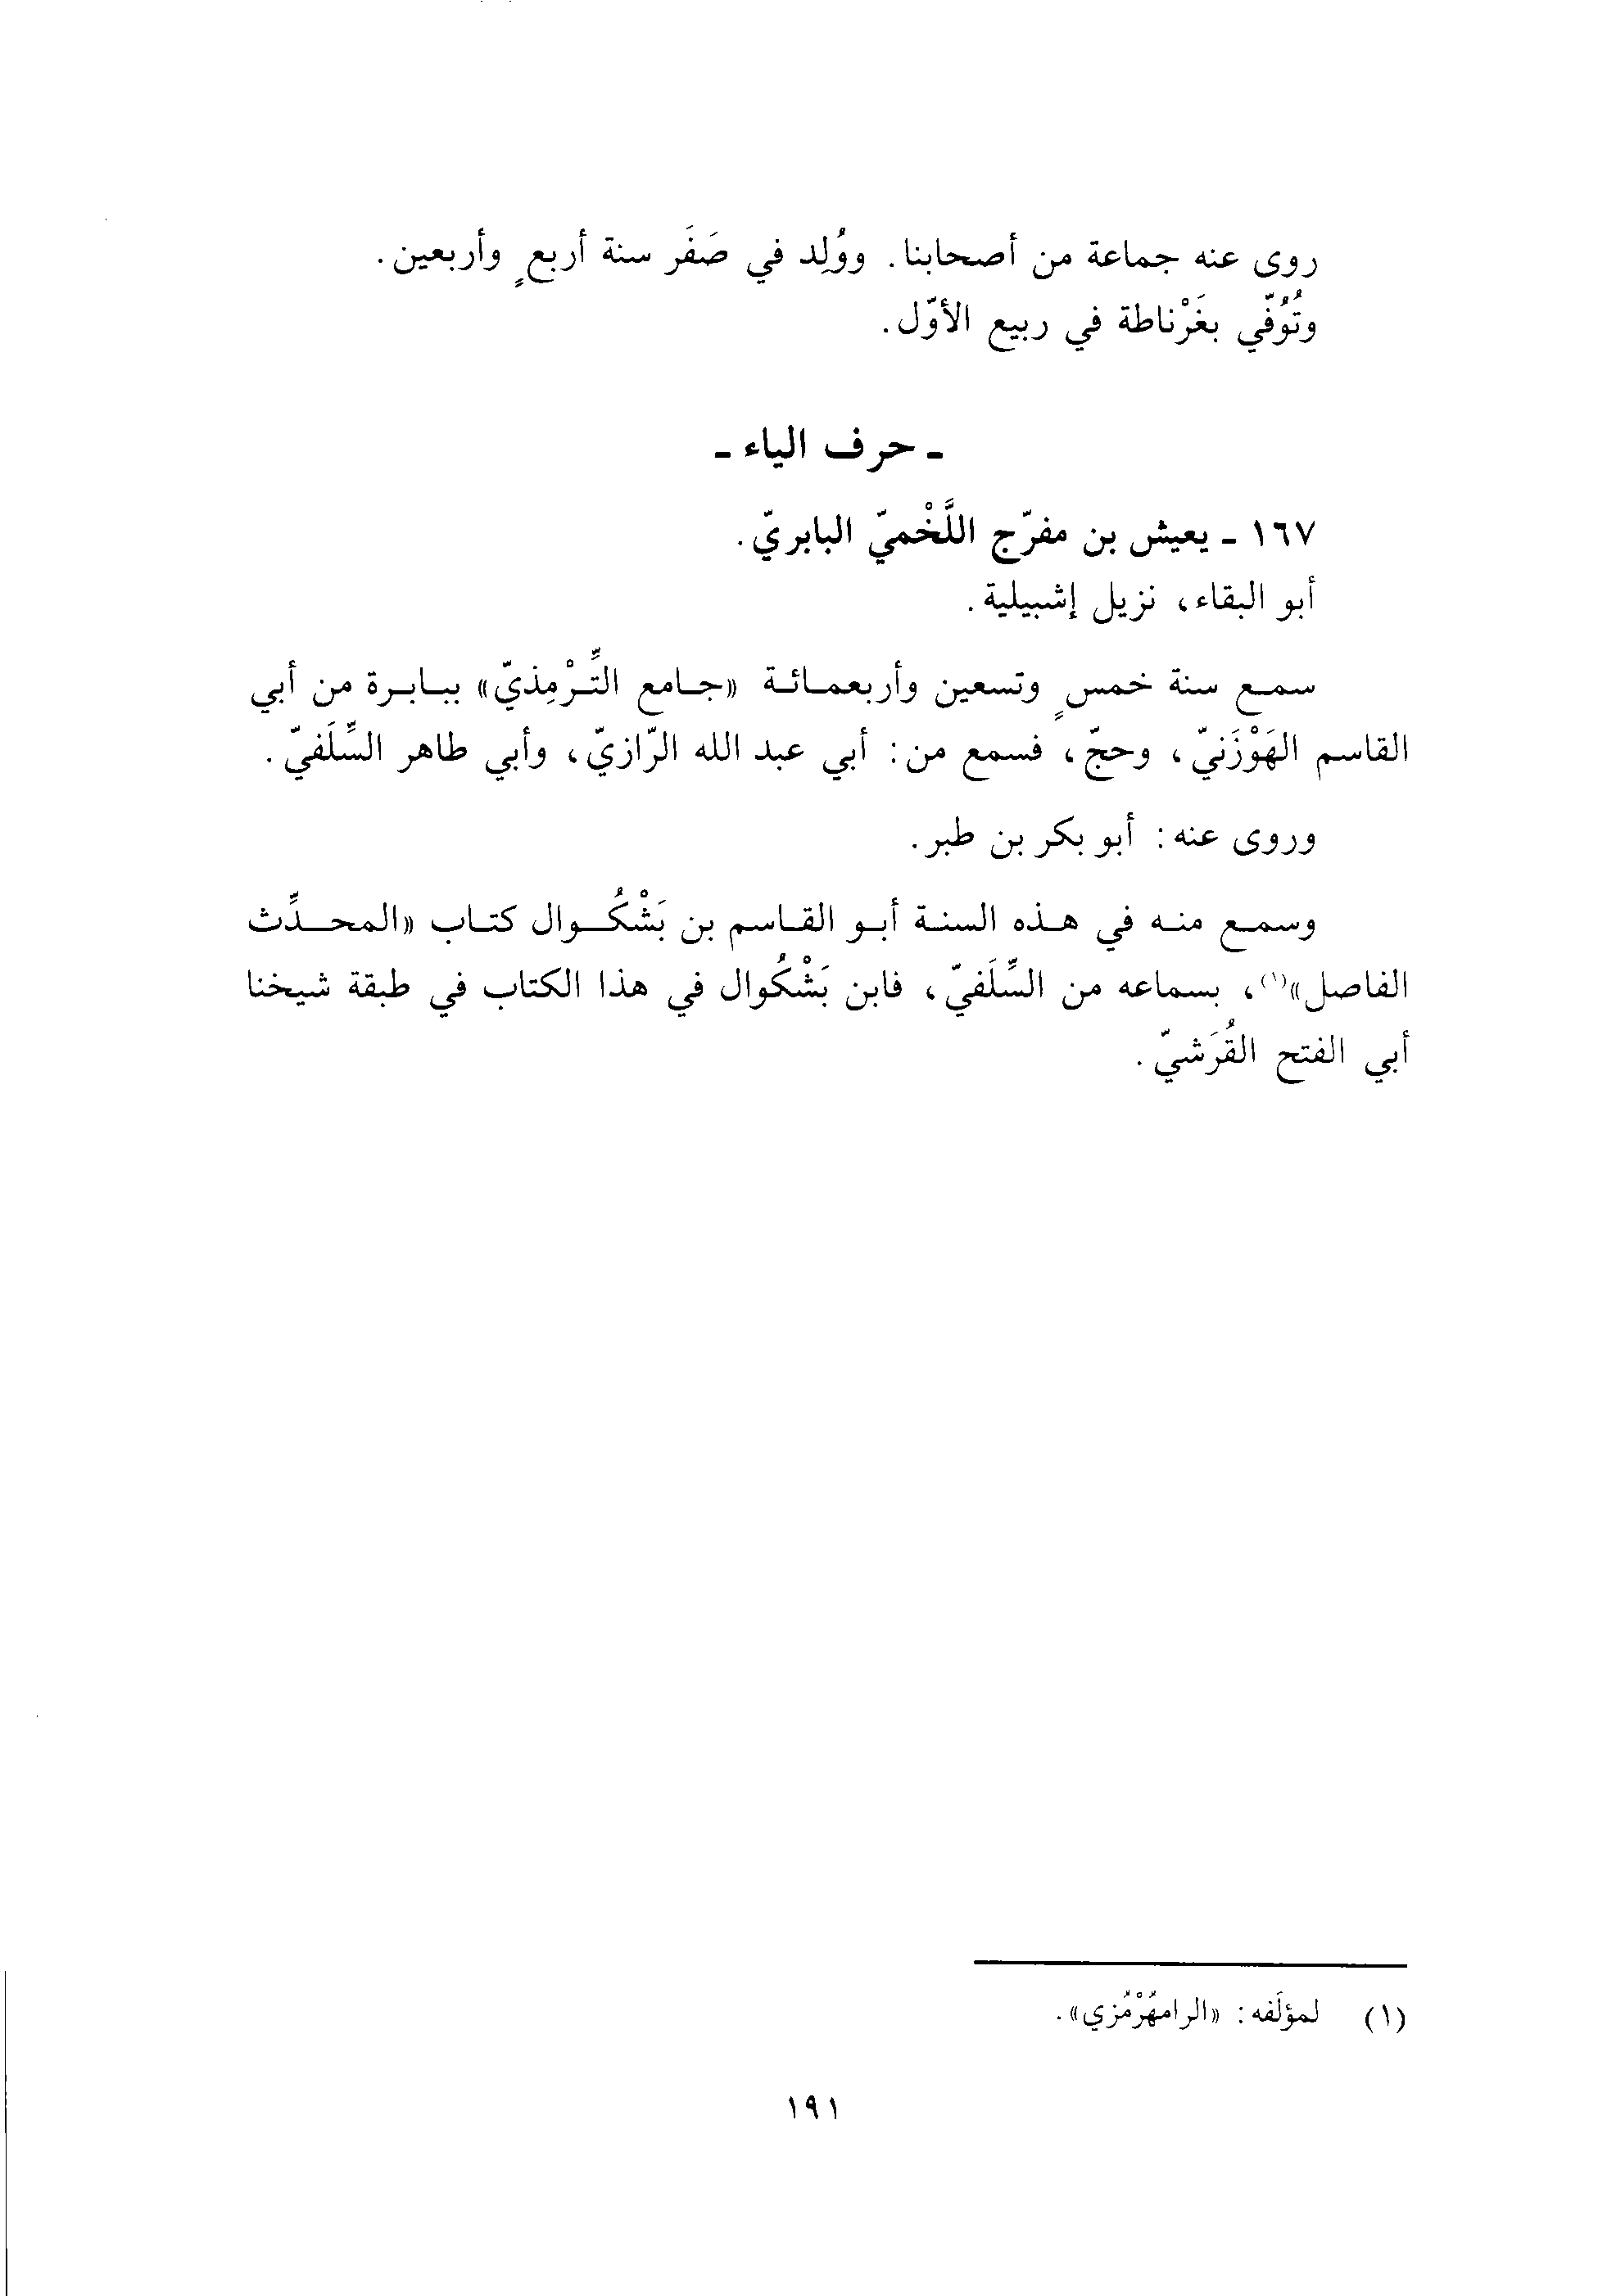 روى عنه جماعة من أصحابنا. ووُلِد في صَفَر سنة أربعٍ وأربعين.
وتُوُفّي بغَرْناطة في ربيع الأوّل.
ـ حرف الياء ـ
١٦٧ ـ يعيش بن مفرّج اللَّخْميّ البابريّ.
أبو البقاء، نزيل إشبيلية.
سمع سنة خمسٍ وتسعين وأربعمائة «جامع التِّرْمِذيّ» ببابرة من أبي
القاسم الهَوْزَنيّ، وحجّ، فسمع من: أبي عبد الله الرّازيّ، وأبي طاهر السِّلَفيّ.
وروى عنه: أبو بكر بن طبر.
وسمع منه في هذه السنة أبو القاسم بن بَشْكُوال كتاب «المحدِّث
الفاصل»(١)، بسماعه من السِّلَفيّ، فابن بَشْكُوال في هذا الكتاب في طبقة شيخنا
أبي الفتح القُرَشيّ.
(١) لمؤلَفه: «الرامهُرْمُزي».
١٩١